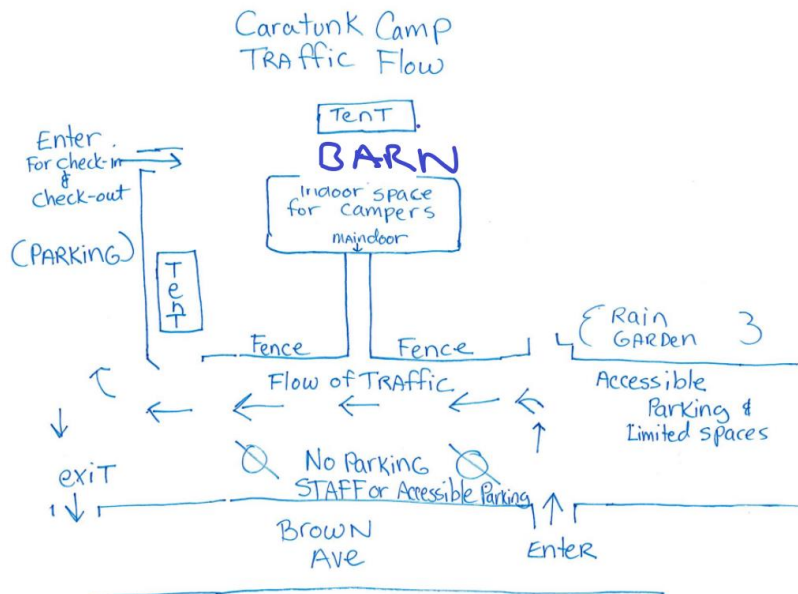 Caratunk Camp
TRAffic Flow
TenT
BARN
Enter.
For Check-in
&
Check-out
Indoor space
for Campers
MAindoor
(PARKing)
TenT
Fence
Fence
Rain
GARDen
Flow of TRAffic
Accessible
Parking &
Limited spaces
No Parking
STAFF or Accessible Parking
exiT
BROWN
Ave
EnteR